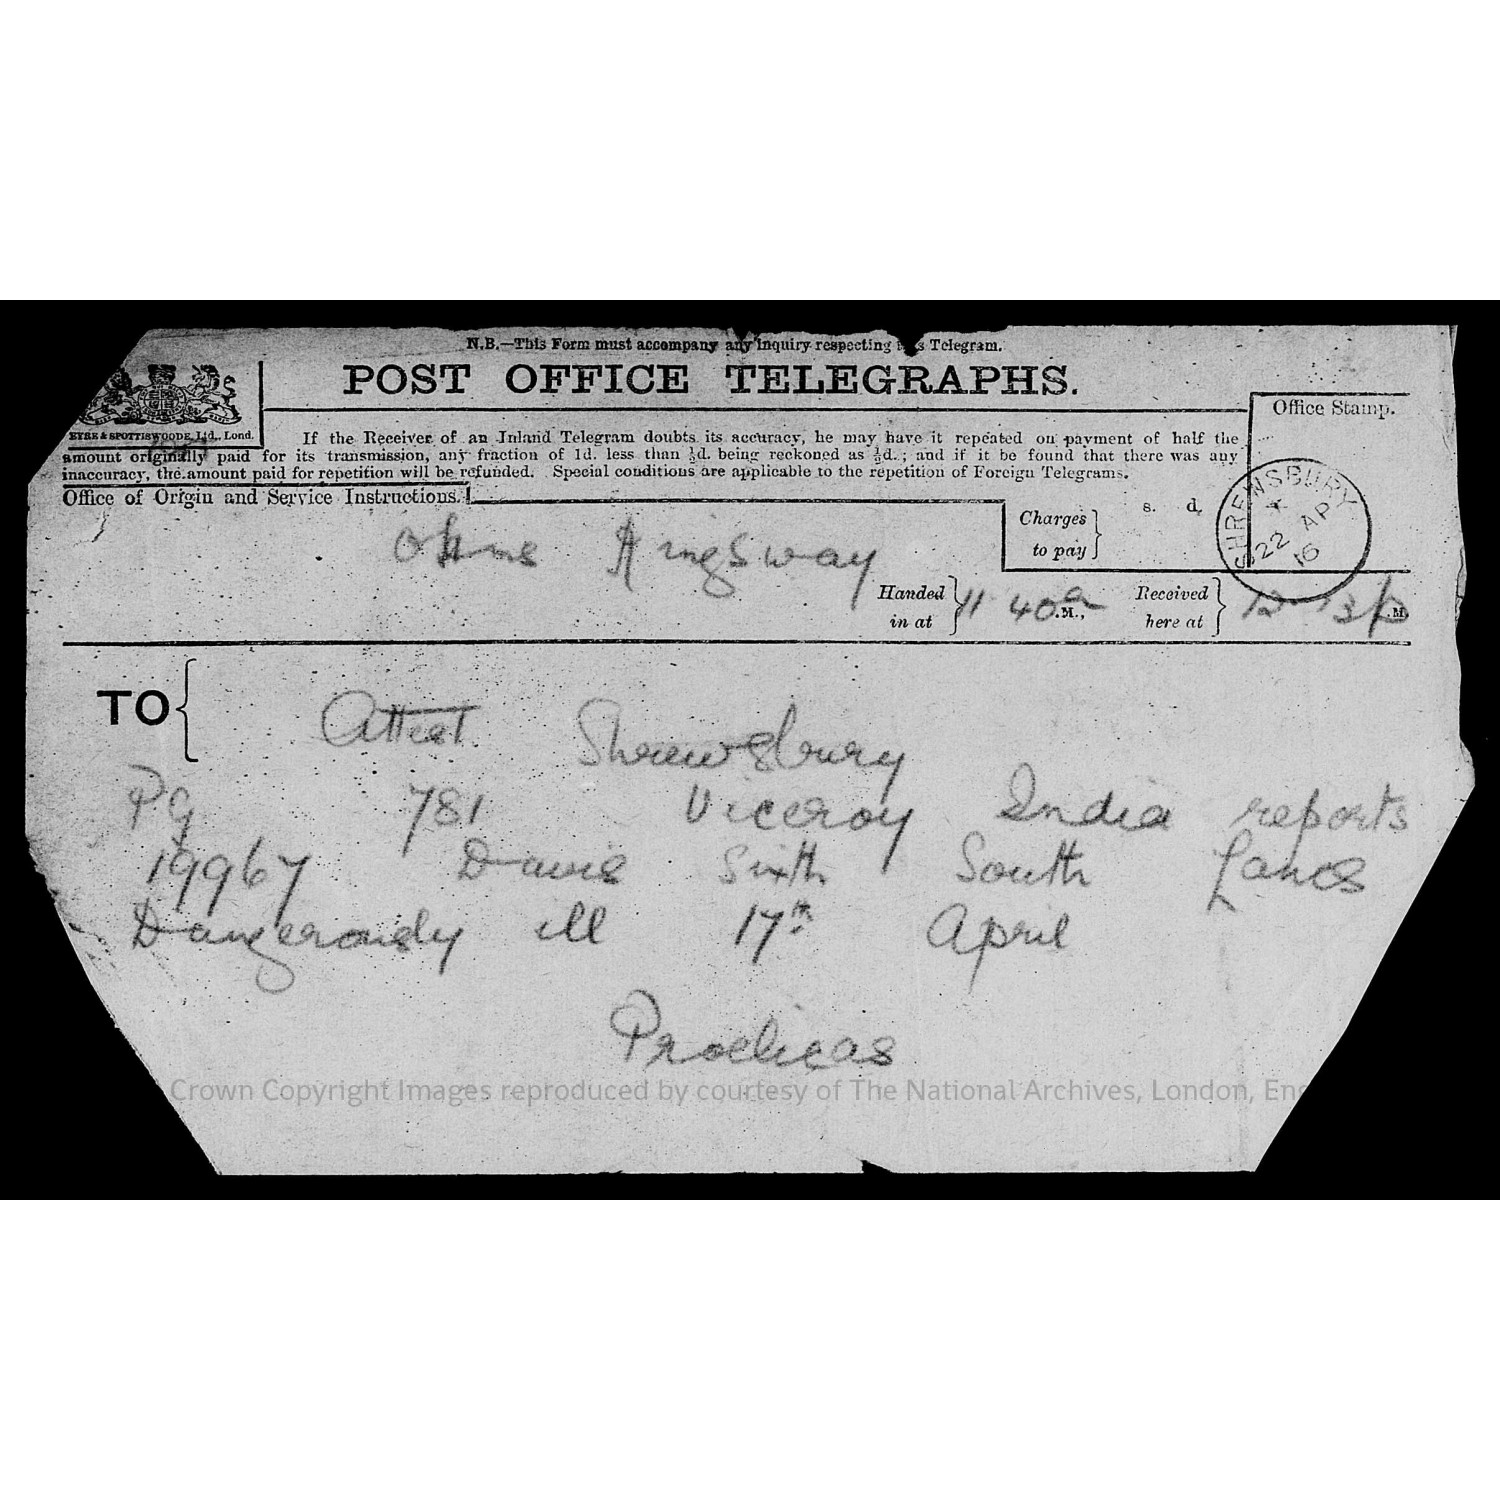 N.B.—This Form must accompany any Inquiry respecting this Telegram.
POST OFFICE TELEGRAPHS.
EYRE & SPOTTISWOODE, Ltd., Lond.
If the Receiver of an Inland Telegram doubts its accuracy, he may have it repeated on payment of half the
amount originally paid for its transmission, any fraction of 1d. less than ½d. being reckoned as ½d.; and if it be found that there was any
inaccuracy, the amount paid for repetition will be refunded. Special conditions are applicable to the repetition of Foreign Telegrams.
Office of Origin and Service Instructions.
Office Stamp.
SHREWSBURY
22 AP
16
Charges to pay
s. d.
OHMS Kingsway
Handed in at 11 40a M.,
Received here at 12 13p M.
TO
Attest Shrewsbury
PG 781 Viceroy India reports
19967 Davis Sixth South Lancs
Dangerously ill 17th April
Crown Copyright Images reproduced by courtesy of The National Archives, London, Eng